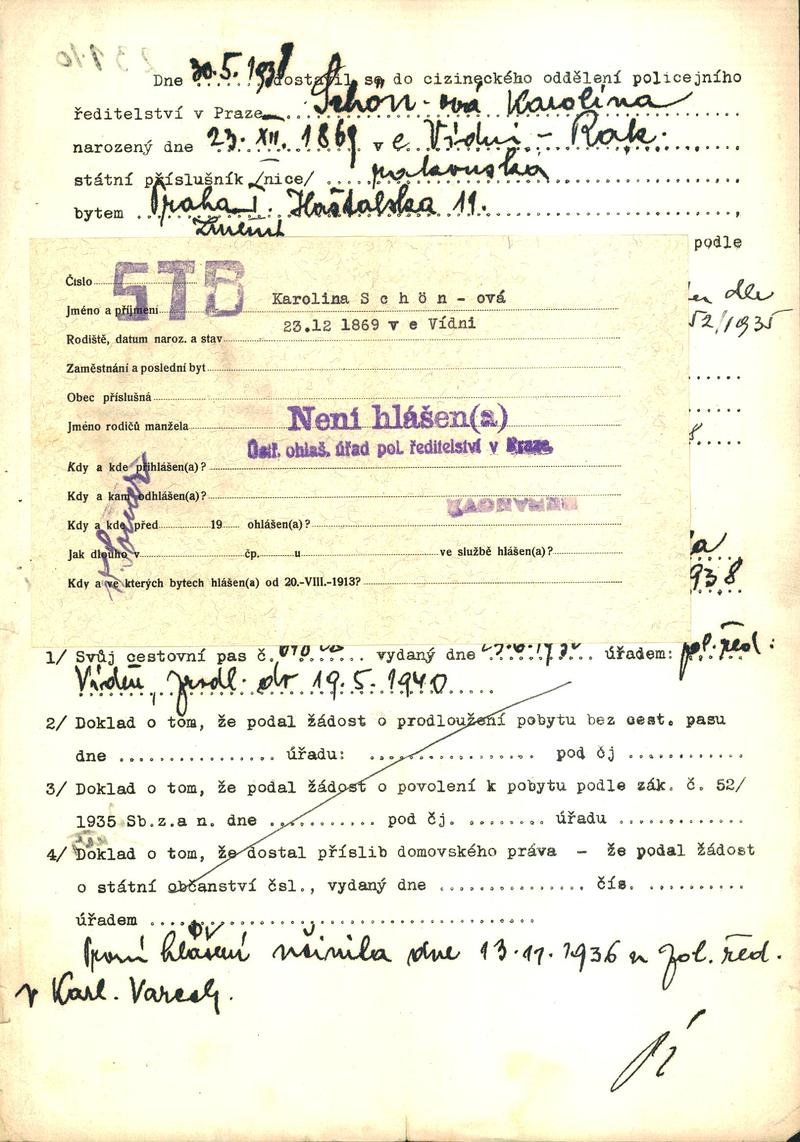 Dne 30.5.1938 dostavil se do cizineckého oddělení policejního
ředitelství v Praze Schön-ová Karolina
narozený dne 23. XII. 1869 v e Vídni - Rak.
státní příslušník /nice/ rakouská
bytem Praha I. Haštalská 11.
podle
dle
52/1935
Číslo STB
Jméno a příjmení Karolina S c h ö n - ová
23.12 1869 v e Vídni
Rodiště, datum naroz. a stav
Zaměstnání a poslední byt
Obec příslušná
Jméno rodičů manžela
Není hlášen(a)
Ústř. ohlaš. úřad pol. ředitelství v Praze.
Kdy a kde přihlášen(a)?
Kdy a kam odhlášen(a)?
Kdy a kde před 19 ohlášen(a)?
Jak dlouho v čp. u ve službě hlášen(a)?
Kdy a ve kterých bytech hlášen(a) od 20.-VIII.-1913?
938
1/ Svůj cestovní pas č. vydaný dne úřadem: pol. řed.
Vídeň, do 19.5.1940
2/ Doklad o tom, že podal žádost o prodloužení pobytu bez cest. pasu
dne úřadu: pod čj
3/ Doklad o tom, že podal žádost o povolení k pobytu podle zák. č. 52/
1935 Sb.z.a n. dne pod čj. úřadu
4/ Doklad o tom, že dostal příslib domovského práva - že podal žádost
o státní občanství čsl., vydaný dne čís.
úřadem
První hlášení učinila dne 13.11.1936 u pol. řed.
v Karl. Varech.